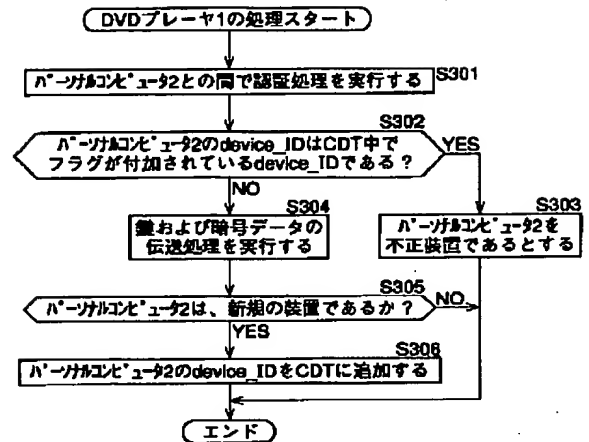 DVDプレーヤ1の処理スタート
S301
パーソナルコンピュータ2との間で認証処理を実行する
S302
パーソナルコンピュータ2のdevice_IDはCDT中で
フラグが付加されているdevice_IDである?
YES
NO
S304
鍵および暗号データの
伝送処理を実行する
S303
パーソナルコンピュータ2を
不正装置であるとする
S305
パーソナルコンピュータ2は、新規の装置であるか?
NO
YES
S306
パーソナルコンピュータ2のdevice_IDをCDTに追加する
エンド